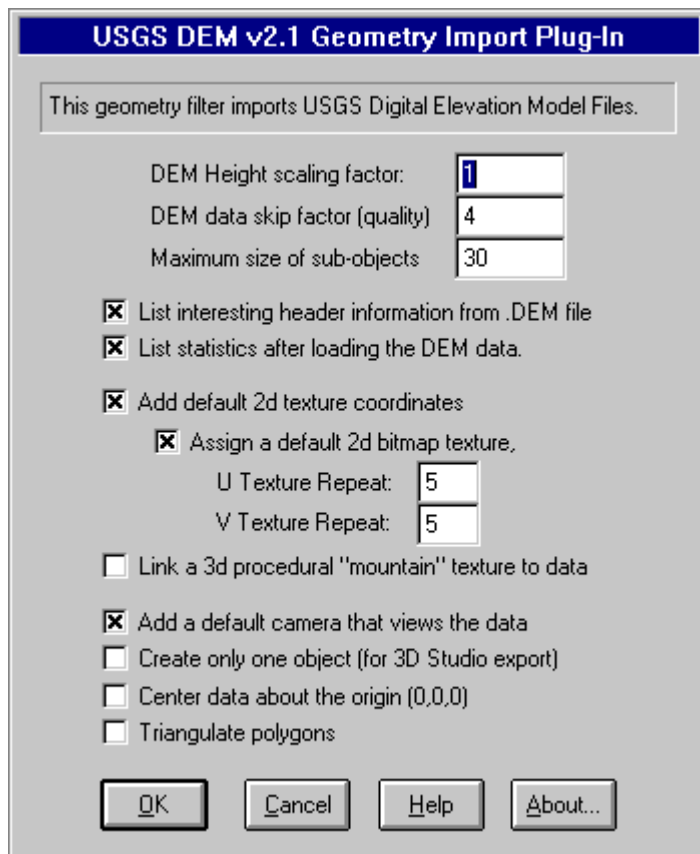 USGS DEM v2.1 Geometry Import Plug-In
This geometry filter imports USGS Digital Elevation Model Files.
DEM Height scaling factor: 1
DEM data skip factor (quality) 4
Maximum size of sub-objects 30
List interesting header information from .DEM file
List statistics after loading the DEM data.
Add default 2d texture coordinates
Assign a default 2d bitmap texture,
U Texture Repeat: 5
V Texture Repeat: 5
Link a 3d procedural "mountain" texture to data
Add a default camera that views the data
Create only one object (for 3D Studio export)
Center data about the origin (0,0,0)
Triangulate polygons
OK Cancel Help About...